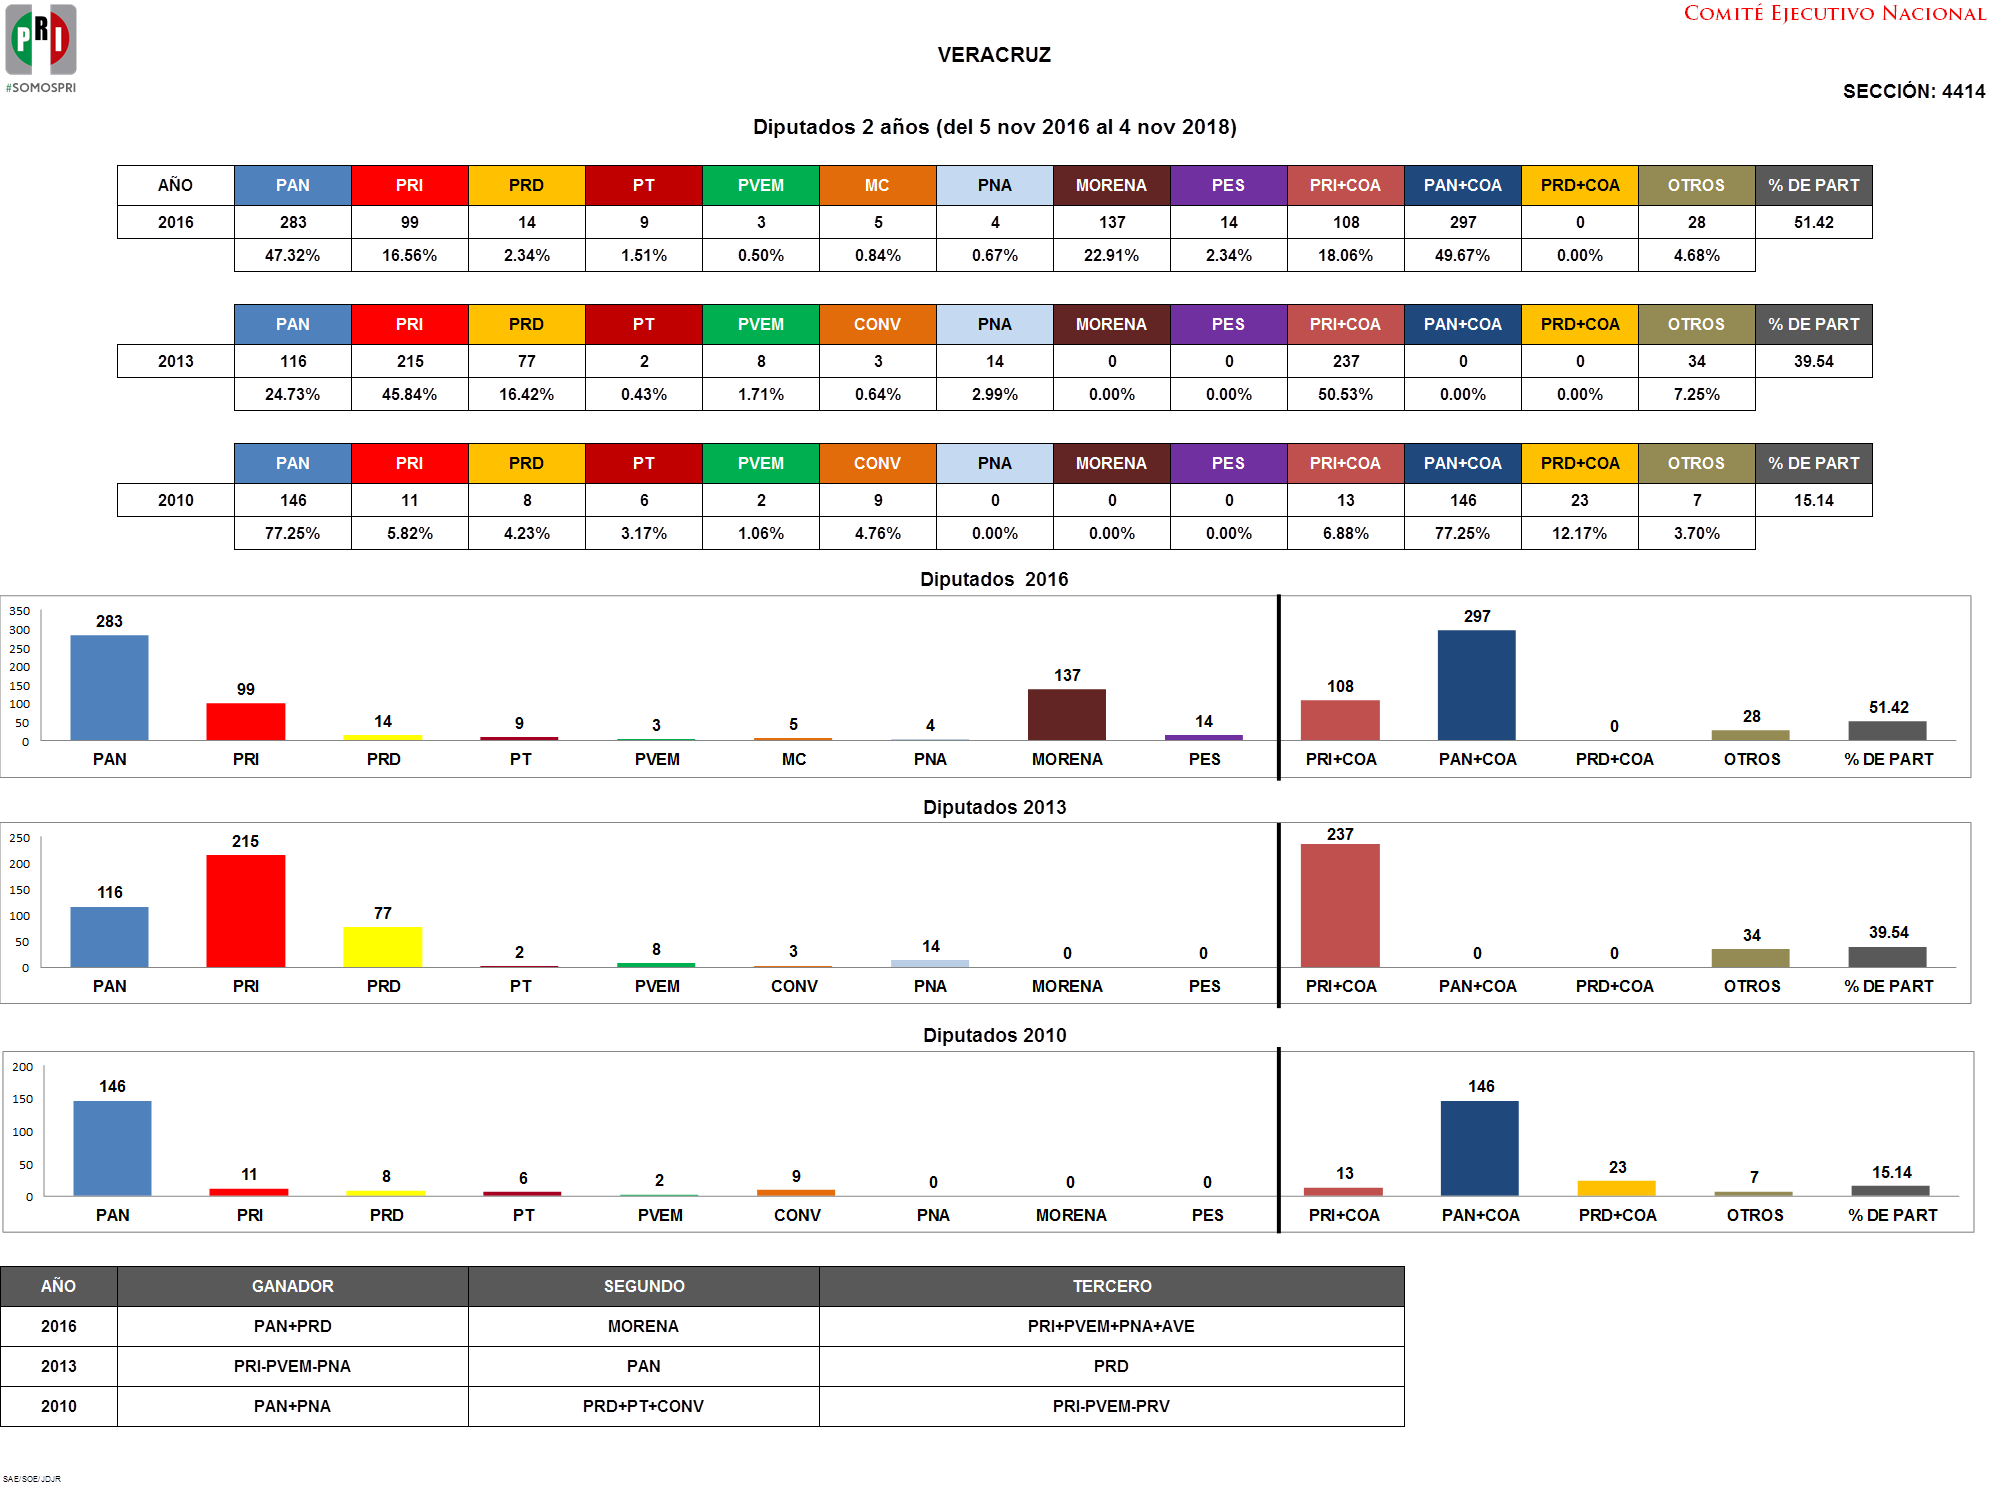 PRI
#SOMOSPRI
COMITÉ EJECUTIVO NACIONAL
VERACRUZ
SECCIÓN: 4414
Diputados 2 años (del 5 nov 2016 al 4 nov 2018)
AÑO PAN PRI PRD PT PVEM MC PNA MORENA PES PRI+COA PAN+COA PRD+COA OTROS % DE PART
2016 283 99 14 9 3 5 4 137 14 108 297 0 28 51.42
47.32% 16.56% 2.34% 1.51% 0.50% 0.84% 0.67% 22.91% 2.34% 18.06% 49.67% 0.00% 4.68%
PAN PRI PRD PT PVEM CONV PNA MORENA PES PRI+COA PAN+COA PRD+COA OTROS % DE PART
2013 116 215 77 2 8 3 14 0 0 237 0 0 34 39.54
24.73% 45.84% 16.42% 0.43% 1.71% 0.64% 2.99% 0.00% 0.00% 50.53% 0.00% 0.00% 7.25%
PAN PRI PRD PT PVEM CONV PNA MORENA PES PRI+COA PAN+COA PRD+COA OTROS % DE PART
2010 146 11 8 6 2 9 0 0 0 13 146 23 7 15.14
77.25% 5.82% 4.23% 3.17% 1.06% 4.76% 0.00% 0.00% 0.00% 6.88% 77.25% 12.17% 3.70%
Diputados 2016
350
300
250
200
150
100
50
0
283 99 14 9 3 5 4 137 14 108 297 0 28 51.42
PAN PRI PRD PT PVEM MC PNA MORENA PES PRI+COA PAN+COA PRD+COA OTROS % DE PART
Diputados 2013
250
200
150
100
50
0
116 215 77 2 8 3 14 0 0 237 0 0 34 39.54
PAN PRI PRD PT PVEM CONV PNA MORENA PES PRI+COA PAN+COA PRD+COA OTROS % DE PART
Diputados 2010
200
150
100
50
0
146 11 8 6 2 9 0 0 0 13 146 23 7 15.14
PAN PRI PRD PT PVEM CONV PNA MORENA PES PRI+COA PAN+COA PRD+COA OTROS % DE PART
AÑO GANADOR SEGUNDO TERCERO
2016 PAN+PRD MORENA PRI+PVEM+PNA+AVE
2013 PRI-PVEM-PNA PAN PRD
2010 PAN+PNA PRD+PT+CONV PRI-PVEM-PRV
SAE/SOE/JDJR